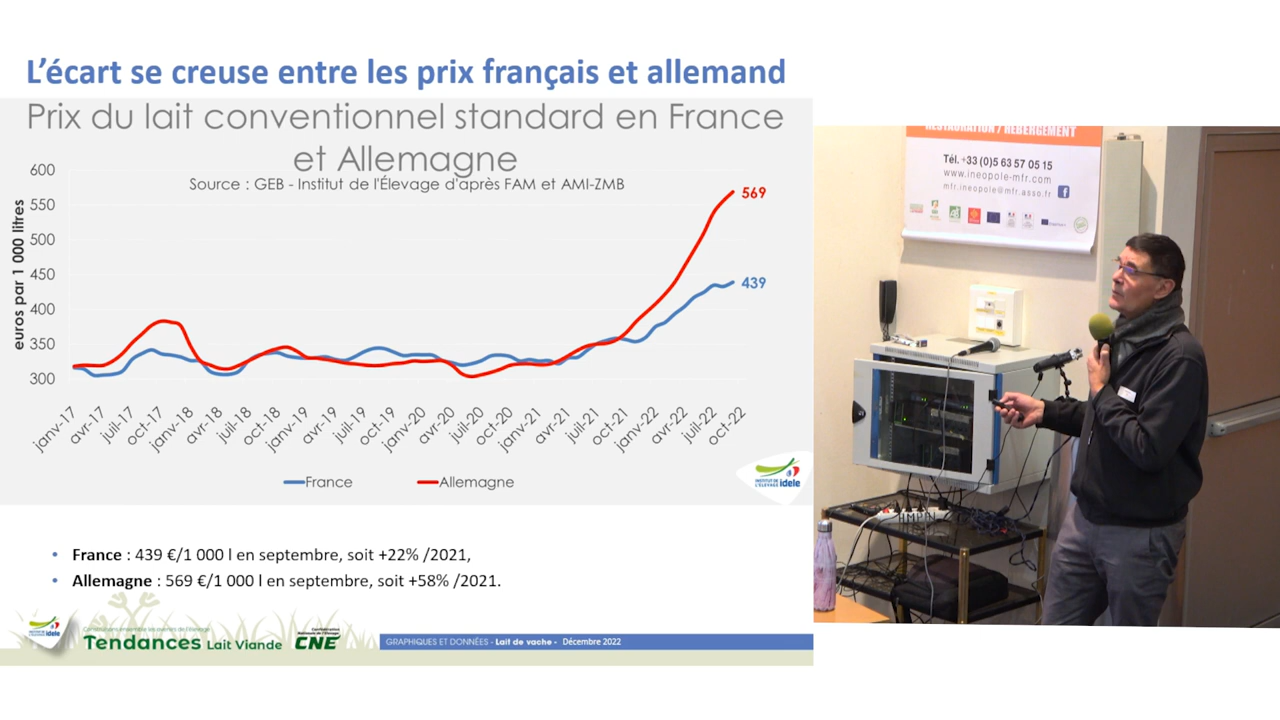 L'écart se creuse entre les prix français et allemand
Prix du lait conventionnel standard en France
et Allemagne
Source : GEB - Institut de l'Élevage d'après FAM et AMI-ZMB
euros par 1 000 litres
600
550
500
450
400
350
300
569
439
janv-17
avr-17
juil-17
oct-17
janv-18
avr-18
juil-18
oct-18
janv-19
avr-19
juil-19
oct-19
janv-20
avr-20
juil-20
oct-20
janv-21
avr-21
juil-21
oct-21
janv-22
avr-22
juil-22
oct-22
France
Allemagne
INSTITUT DE
L'ÉLEVAGE idele
• France : 439 €/1 000 l en septembre, soit +22% /2021,
• Allemagne : 569 €/1 000 l en septembre, soit +58% /2021.
idele
Tendances Lait Viande
CNE
GRAPHIQUES ET DONNÉES - Lait de vache - Décembre 2022
RESTAURATION / HÉBERGEMENT
Tél. +33 (0)5 63 57 05 15
www.ineopole-mfr.com
mfr.ineopole@mfr.asso.fr f